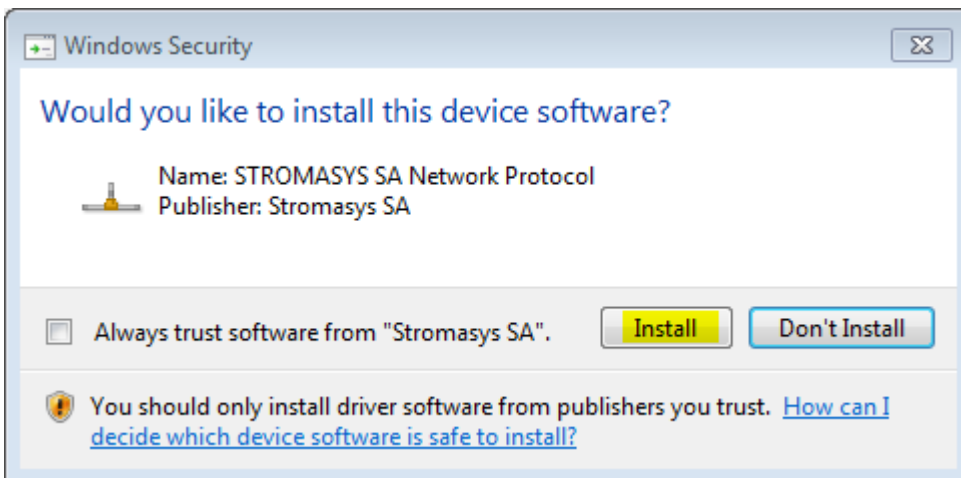 Windows Security
Would you like to install this device software?
Name: STROMASYS SA Network Protocol
Publisher: Stromasys SA
Always trust software from "Stromasys SA".
Install
Don't Install
You should only install driver software from publishers you trust. How can I
decide which device software is safe to install?